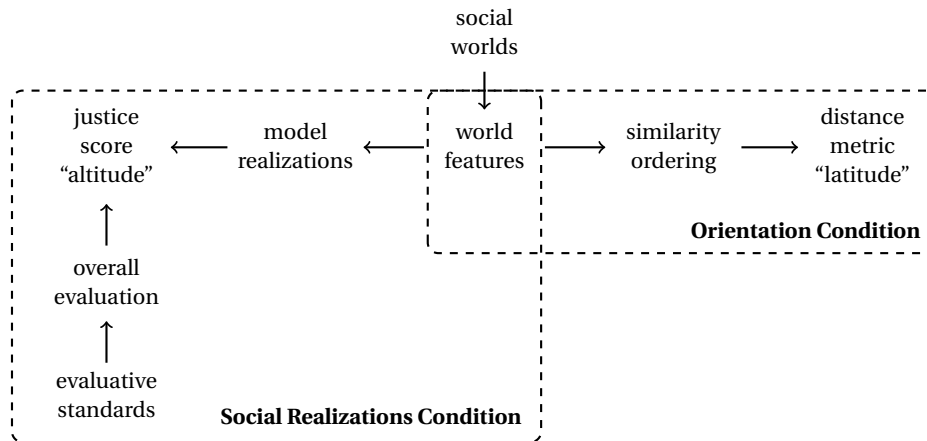 social
worlds
justice
score
“altitude”
model
realizations
world
features
similarity
ordering
distance
metric
“latitude”
Orientation Condition
overall
evaluation
evaluative
standards
Social Realizations Condition